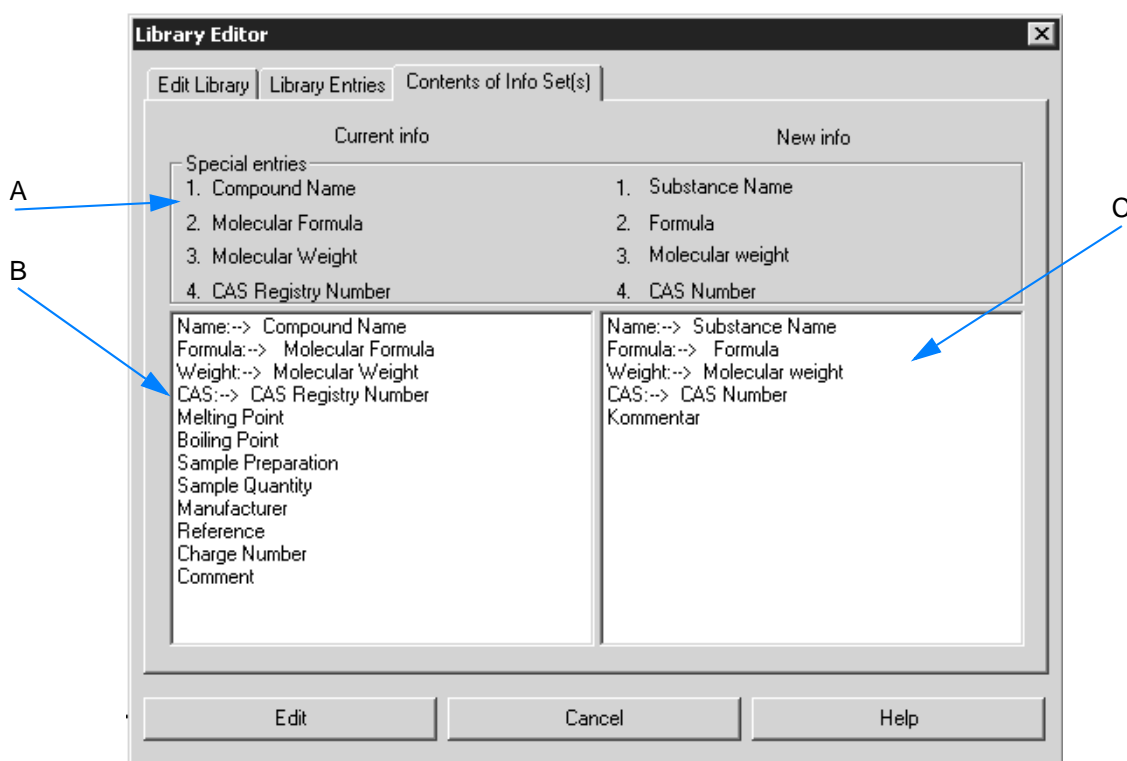 Library Editor
Edit Library Library Entries Contents of Info Set(s)
Current info New info
Special entries
A
1. Compound Name 1. Substance Name
C
2. Molecular Formula 2. Formula
3. Molecular Weight 3. Molecular weight
B
4. CAS Registry Number 4. CAS Number
Name:--> Compound Name
Formula:--> Molecular Formula
Weight:--> Molecular Weight
CAS:--> CAS Registry Number
Melting Point
Boiling Point
Sample Preparation
Sample Quantity
Manufacturer
Reference
Charge Number
Comment
Name:--> Substance Name
Formula:--> Formula
Weight:--> Molecular weight
CAS:--> CAS Number
Kommentar
Edit Cancel Help